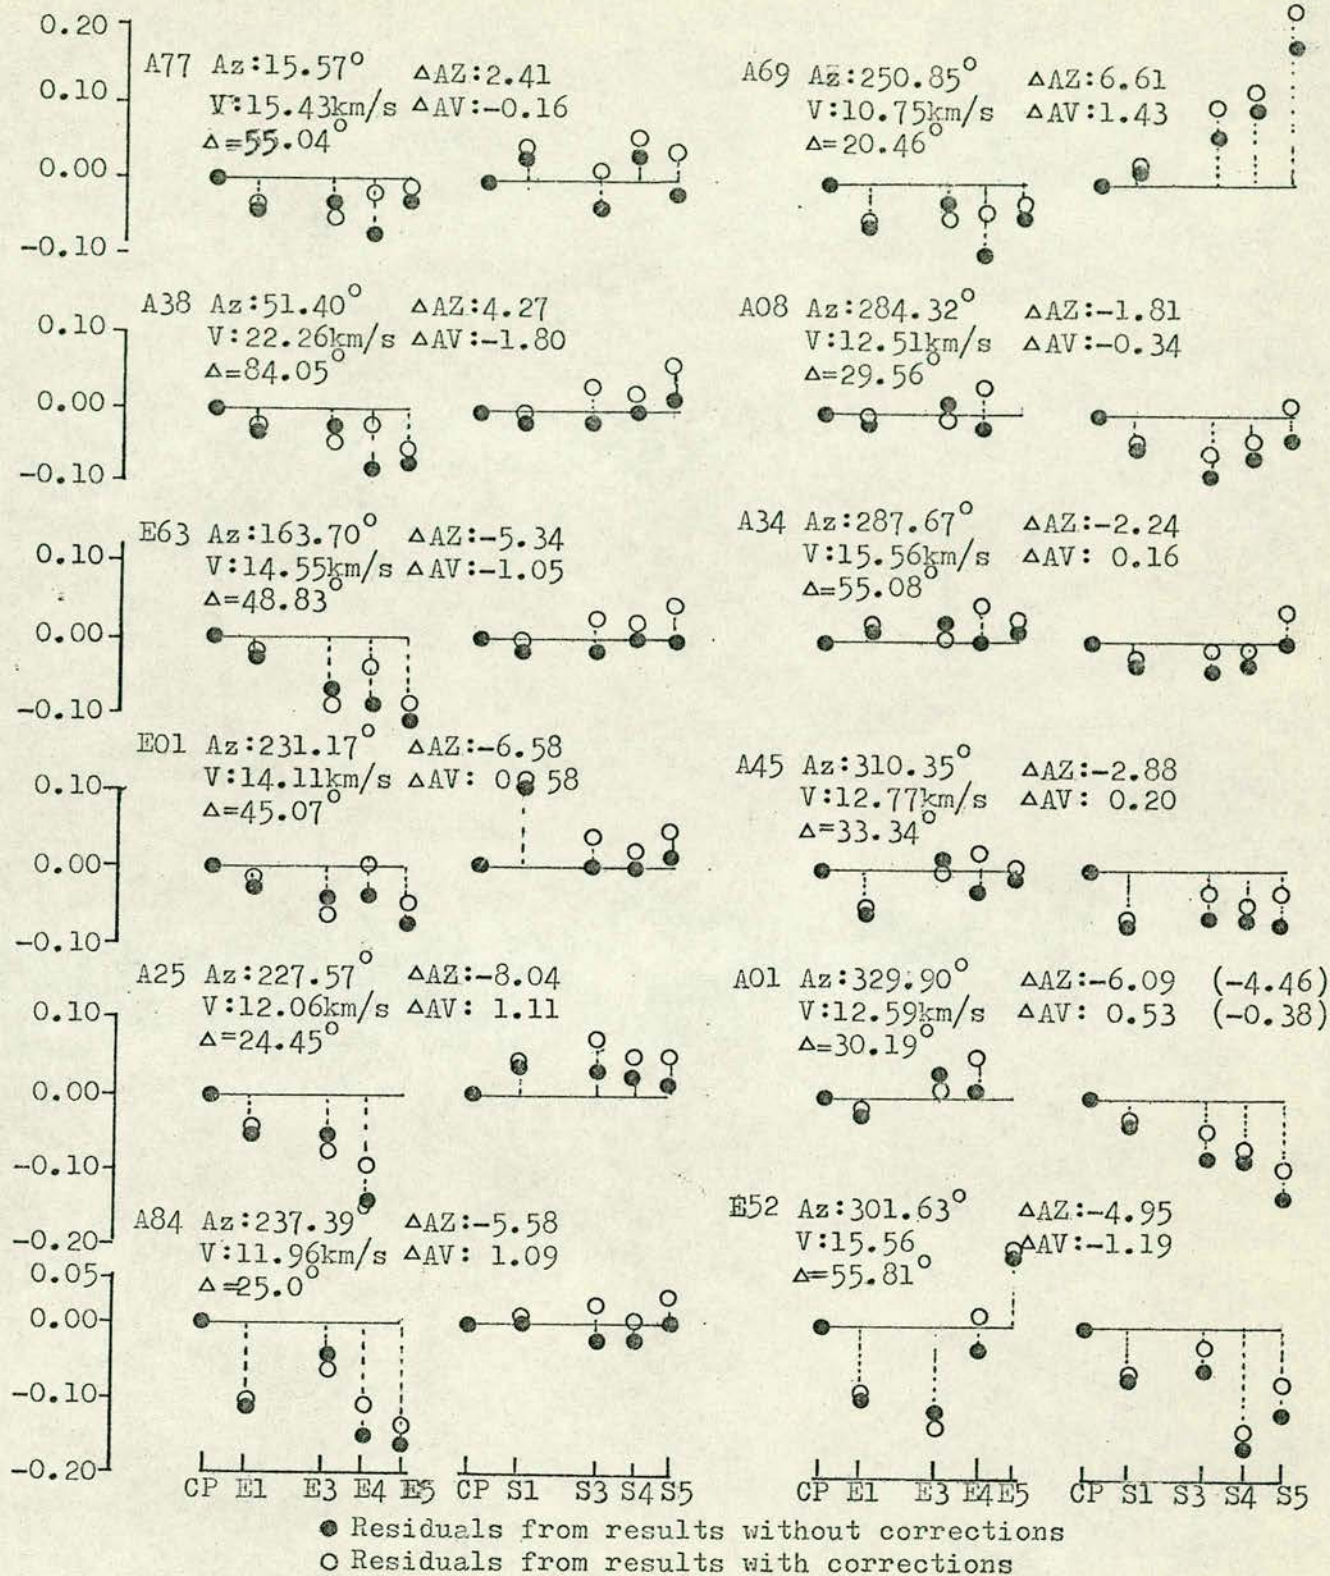 0.20
A77 Az:15.57° ΔAZ:2.41
0.10
V:15.43km/s ΔAV:-0.16
Δ=55.04°
0.00
-0.10
A69 Az:250.85° ΔAZ:6.61
V:10.75km/s ΔAV:1.43
Δ=20.46°
A38 Az:51.40° ΔAZ:4.27
0.10
V:22.26km/s ΔAV:-1.80
Δ=84.05°
0.00
-0.10
A08 Az:284.32° ΔAZ:-1.81
V:12.51km/s ΔAV:-0.34
Δ=29.56°
E63 Az:163.70° ΔAZ:-5.34
0.10
V:14.55km/s ΔAV:-1.05
Δ=48.83°
0.00
-0.10
A34 Az:287.67° ΔAZ:-2.24
V:15.56km/s ΔAV: 0.16
Δ=55.08°
E01 Az:231.17° ΔAZ:-6.58
0.10
V:14.11km/s ΔAV: 0 58
Δ=45.07°
0.00
-0.10
A45 Az:310.35° ΔAZ:-2.88
V:12.77km/s ΔAV: 0.20
Δ=33.34°
A25 Az:227.57° ΔAZ:-8.04
0.10
V:12.06km/s ΔAV: 1.11
Δ=24.45°
0.00
-0.10
-0.20
A01 Az:329.90° ΔAZ:-6.09 (-4.46)
V:12.59km/s ΔAV: 0.53 (-0.38)
Δ=30.19°
A84 Az:237.39° ΔAZ:-5.58
V:11.96km/s ΔAV: 1.09
0.05
Δ=25.0°
0.00
-0.10
-0.20
E52 Az:301.63° ΔAZ:-4.95
V:15.56 ΔAV:-1.19
Δ=55.81°
CP E1 E3 E4 E5 CP S1 S3 S4 S5 CP E1 E3 E4 E5 CP S1 S3 S4 S5
● Residuals from results without corrections
○ Residuals from results with corrections